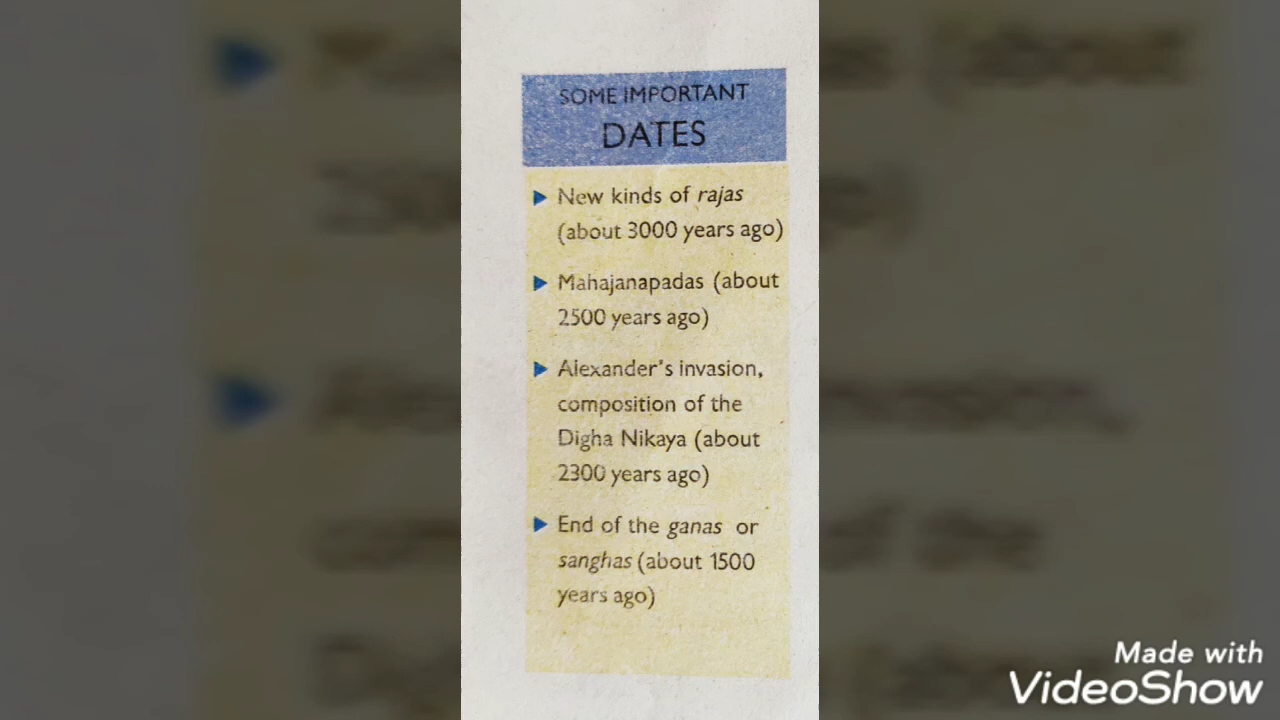 SOME IMPORTANT
DATES
New kinds of rajas
(about 3000 years ago)
Mahajanapadas (about
2500 years ago)
Alexander's invasion,
composition of the
Digha Nikaya (about
2300 years ago)
End of the ganas or
sanghas (about 1500
years ago)
Made with
VideoShow